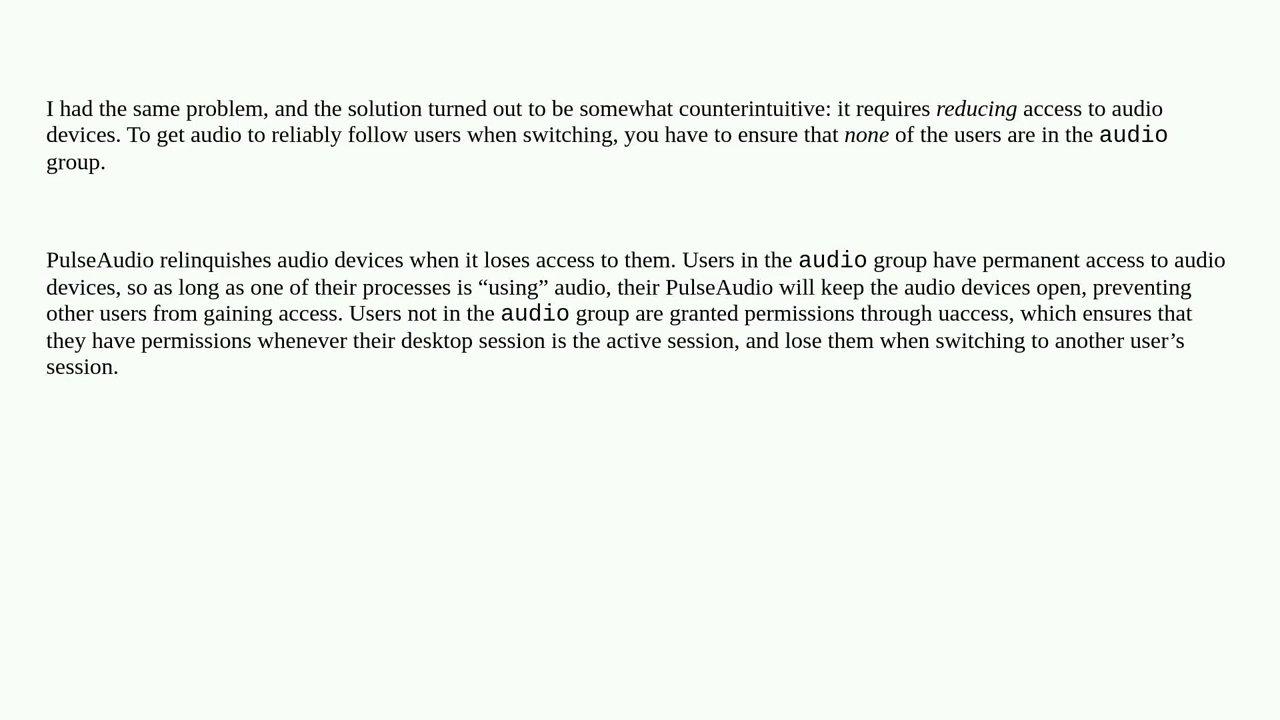 I had the same problem, and the solution turned out to be somewhat counterintuitive: it requires reducing access to audio
devices. To get audio to reliably follow users when switching, you have to ensure that none of the users are in the audio
group.
PulseAudio relinquishes audio devices when it loses access to them. Users in the audio group have permanent access to audio
devices, so as long as one of their processes is “using” audio, their PulseAudio will keep the audio devices open, preventing
other users from gaining access. Users not in the audio group are granted permissions through uaccess, which ensures that
they have permissions whenever their desktop session is the active session, and lose them when switching to another user’s
session.